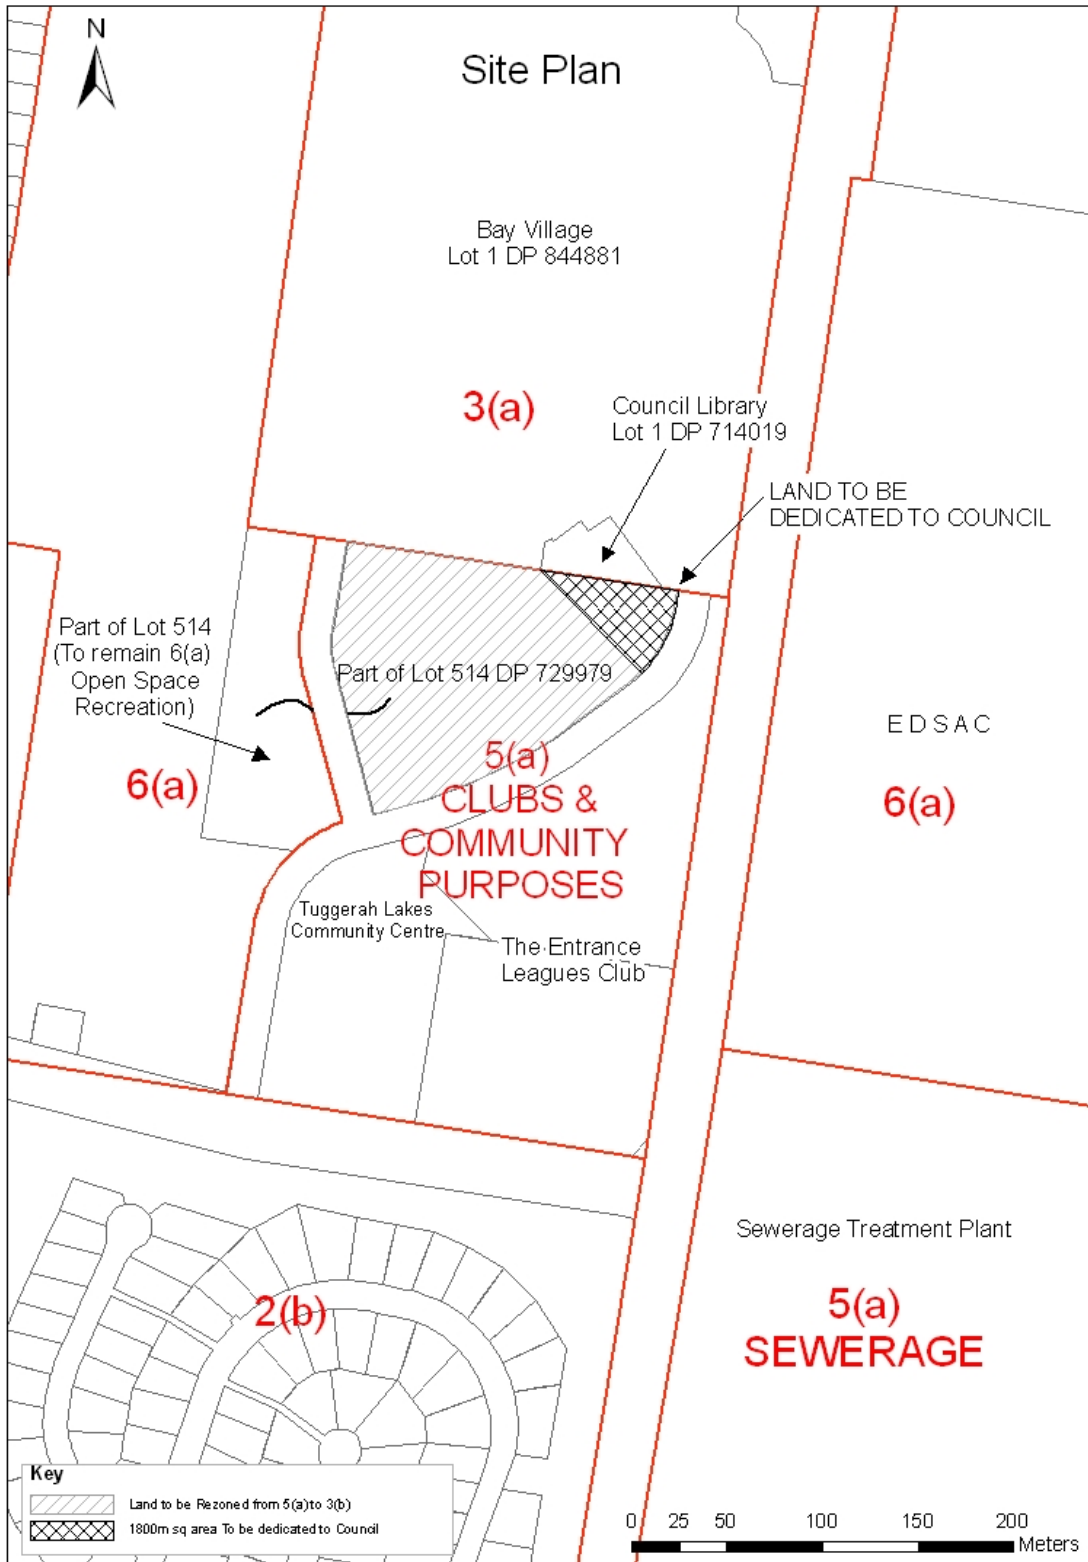 N
Site Plan
Bay Village
Lot 1 DP 844881
3(a)
Council Library
Lot 1 DP 714019
LAND TO BE
DEDICATED TO COUNCIL
Part of Lot 514
(To remain 6(a)
Open Space
Recreation)
Part of Lot 514 DP 729979
6(a)
5(a)
CLUBS &
COMMUNITY
PURPOSES
E D S A C
6(a)
Tuggerah Lakes
Community Centre
The Entrance
Leagues Club
2(b)
Sewerage Treatment Plant
5(a)
SEWERAGE
Key
Land to be Rezoned from 5(a) to 3(b)
1800m sq area To be dedicated to Council
0 25 50 100 150 200
Meters